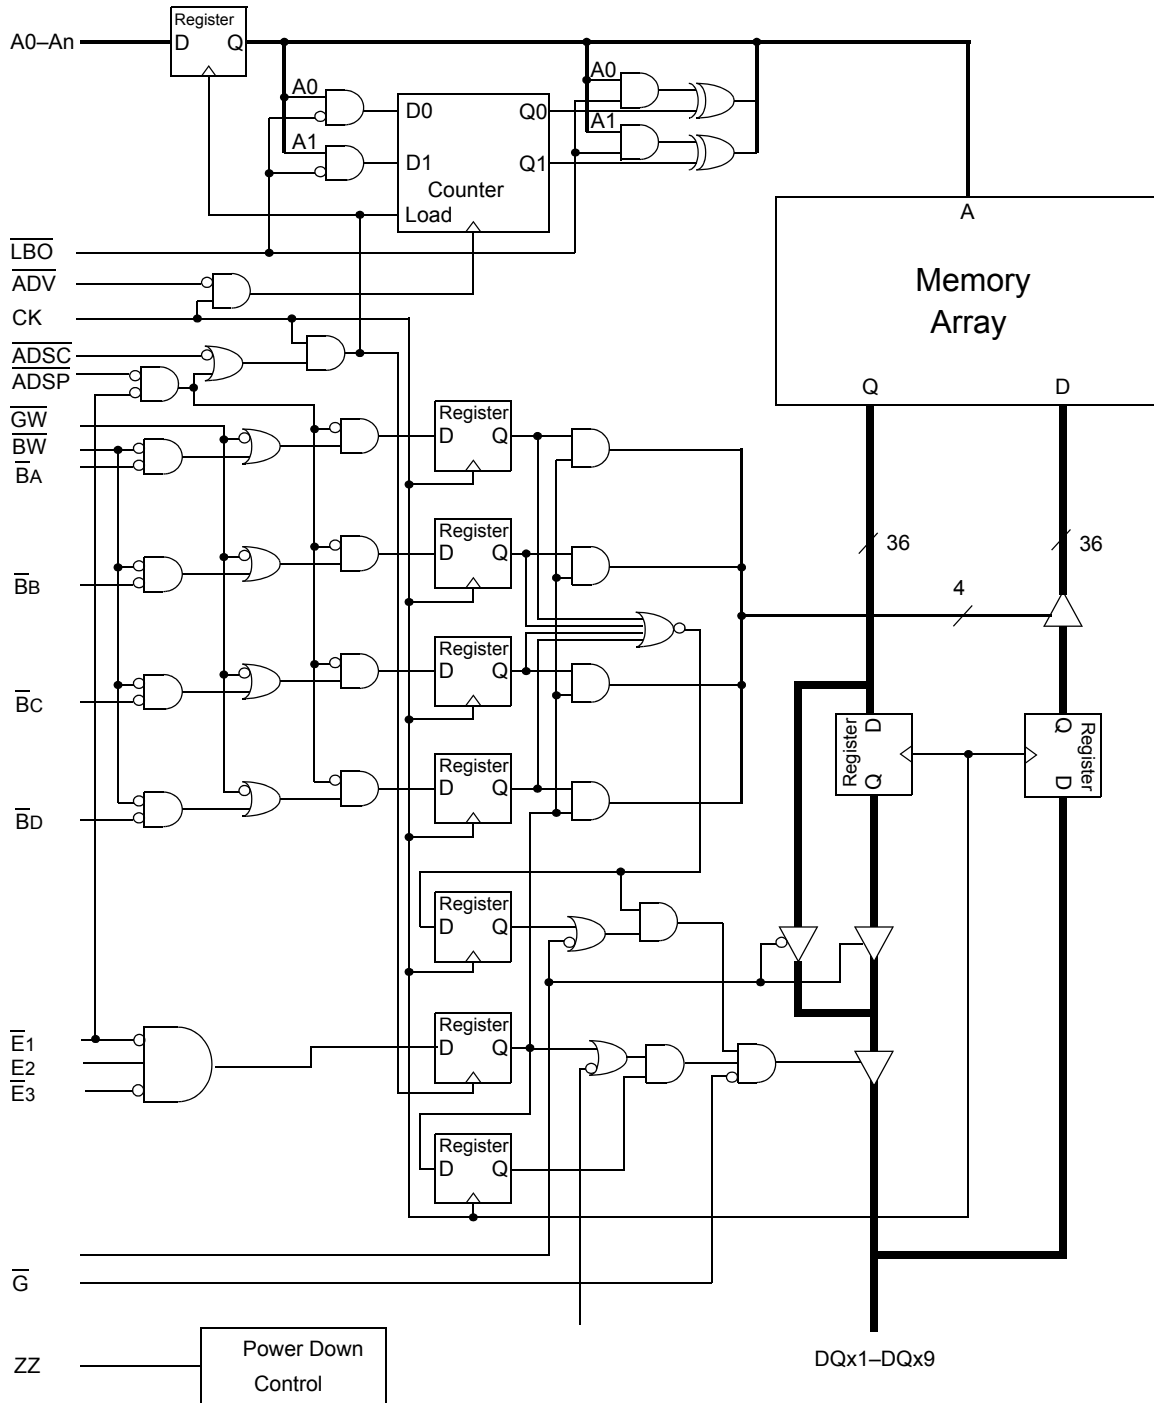 Register
A0–An
D Q
A0
A0
D0
Q0
A1
A1
D1
Q1
Counter
Load
A
LBO
ADV
Memory
Array
CK
ADSC
ADSP
Q
D
GW
Register
BW
D Q
BA
Register
D Q
36
36
BB
4
Register
D Q
BC
D
Register
Q
Q
Register
D
Register
D Q
BD
Register
D Q
Register
E1
D Q
E2
E3
Register
D Q
G
Power Down
Control
ZZ
DQx1–DQx9